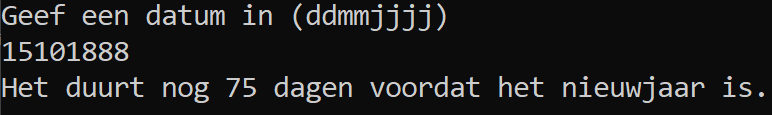 Geef een datum in (ddmmjjjj)
15101888
Het duurt nog 75 dagen voordat het nieuwjaar is.